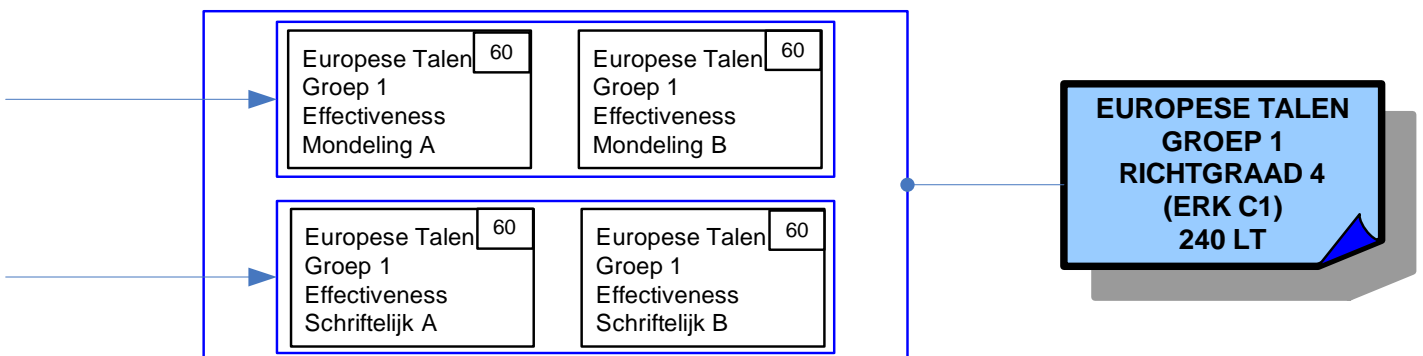 Europese Talen 60
Groep 1
Effectiveness
Mondeling A
Europese Talen 60
Groep 1
Effectiveness
Mondeling B
Europese Talen 60
Groep 1
Effectiveness
Schriftelijk A
Europese Talen 60
Groep 1
Effectiveness
Schriftelijk B
EUROPESE TALEN
GROEP 1
RICHTGRAAD 4
(ERK C1)
240 LT